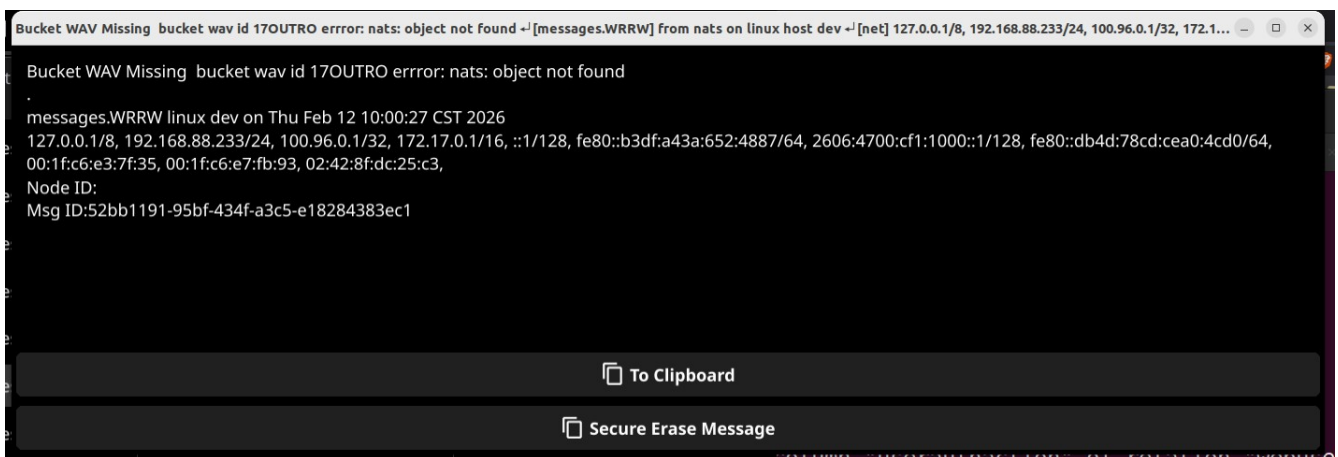 Bucket WAV Missing bucket wav id 17OUTRO errror: nats: object not found ↵[messages.WRRW] from nats on linux host dev ↵[net] 127.0.0.1/8, 192.168.88.233/24, 100.96.0.1/32, 172.1...
Bucket WAV Missing bucket wav id 17OUTRO errror: nats: object not found
.
messages.WRRW linux dev on Thu Feb 12 10:00:27 CST 2026
127.0.0.1/8, 192.168.88.233/24, 100.96.0.1/32, 172.17.0.1/16, ::1/128, fe80::b3df:a43a:652:4887/64, 2606:4700:cf1:1000::1/128, fe80::db4d:78cd:cea0:4cd0/64,
00:1f:c6:e3:7f:35, 00:1f:c6:e7:fb:93, 02:42:8f:dc:25:c3,
Node ID:
Msg ID:52bb1191-95bf-434f-a3c5-e18284383ec1
To Clipboard
Secure Erase Message